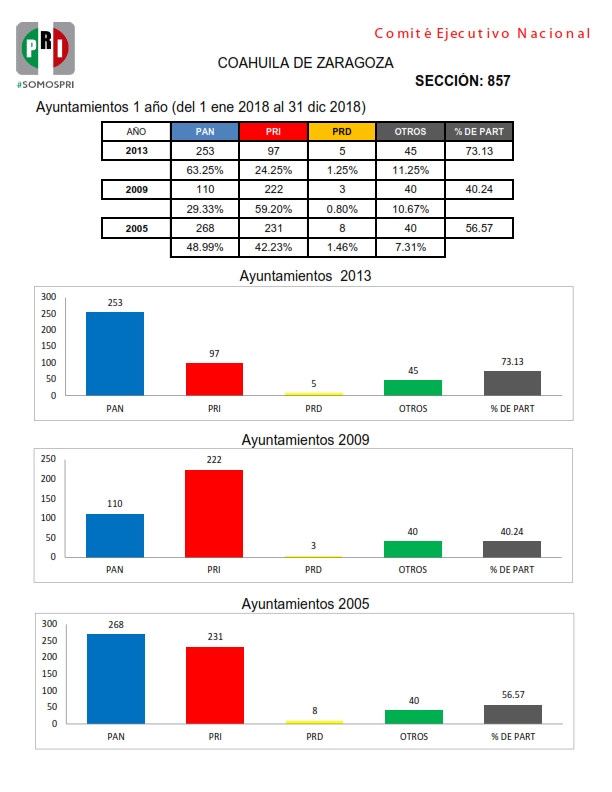 Comité Ejecutivo Nacional
PRI
#SOMOSPRI
COAHUILA DE ZARAGOZA
SECCIÓN: 857
Ayuntamientos 1 año (del 1 ene 2018 al 31 dic 2018)
AÑO PAN PRI PRD OTROS % DE PART
2013 253 97 5 45 73.13
63.25% 24.25% 1.25% 11.25%
2009 110 222 3 40 40.24
29.33% 59.20% 0.80% 10.67%
2005 268 231 8 40 56.57
48.99% 42.23% 1.46% 7.31%
Ayuntamientos 2013
300
250
200
150
100
50
0
253
97
5
45
73.13
PAN PRI PRD OTROS % DE PART
Ayuntamientos 2009
250
200
150
100
50
0
110
222
3
40
40.24
PAN PRI PRD OTROS % DE PART
Ayuntamientos 2005
300
250
200
150
100
50
0
268
231
8
40
56.57
PAN PRI PRD OTROS % DE PART